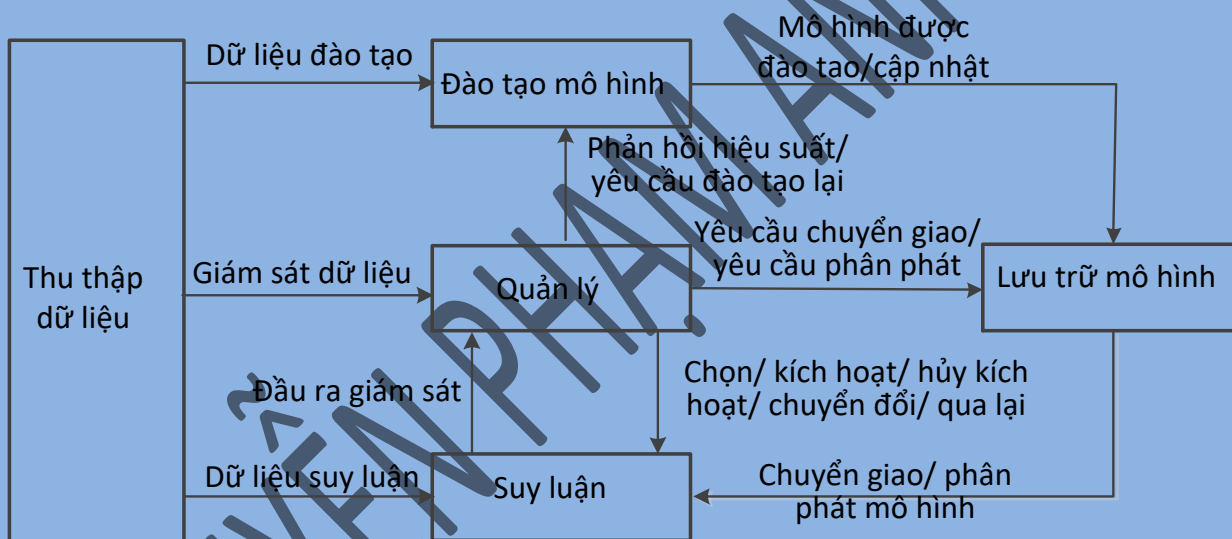 Mô hình được
đào tao/cập nhật
Dữ liệu đào tạo
Đào tạo mô hình
Phản hồi hiệu suất/
yêu cầu đào tạo lại
Yêu cầu chuyển giao/
yêu cầu phân phát
Thu thập
dữ liệu
Giám sát dữ liệu
Quản lý
Lưu trữ mô hình
Đầu ra giám sát
Chọn/ kích hoạt/ hủy kích
hoạt/ chuyển đổi/ qua lại
Dữ liệu suy luận
Suy luận
Chuyển giao/ phân
phát mô hình
PHẠM